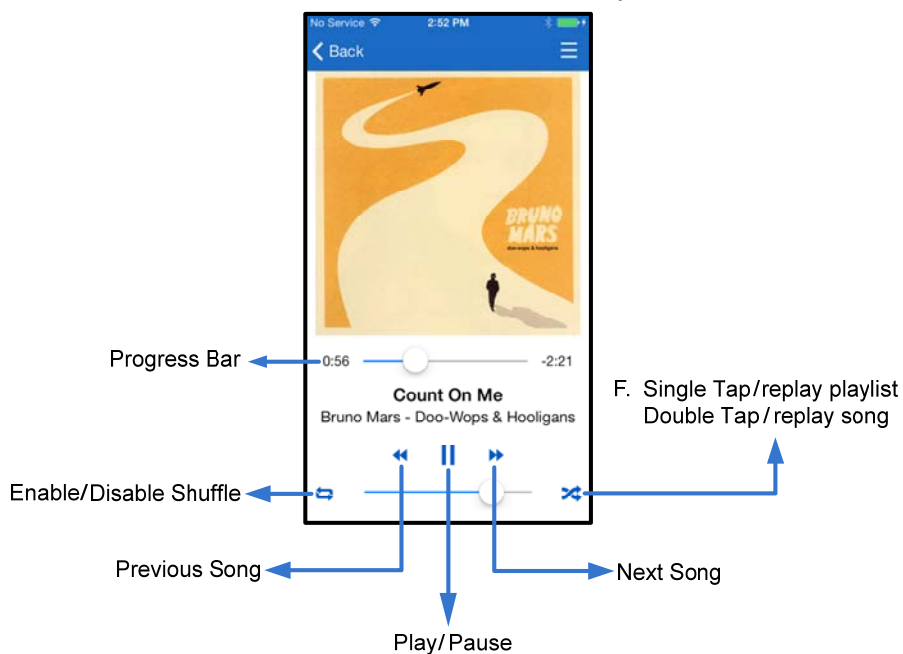 No Service 2:52 PM
Back
BRUNO
MARS
doo-wops & hooligans
Progress Bar
0:56 -2:21
Count On Me
Bruno Mars - Doo-Wops & Hooligans
F. Single Tap/replay playlist
Double Tap/replay song
Enable/Disable Shuffle
Previous Song
Next Song
Play/Pause